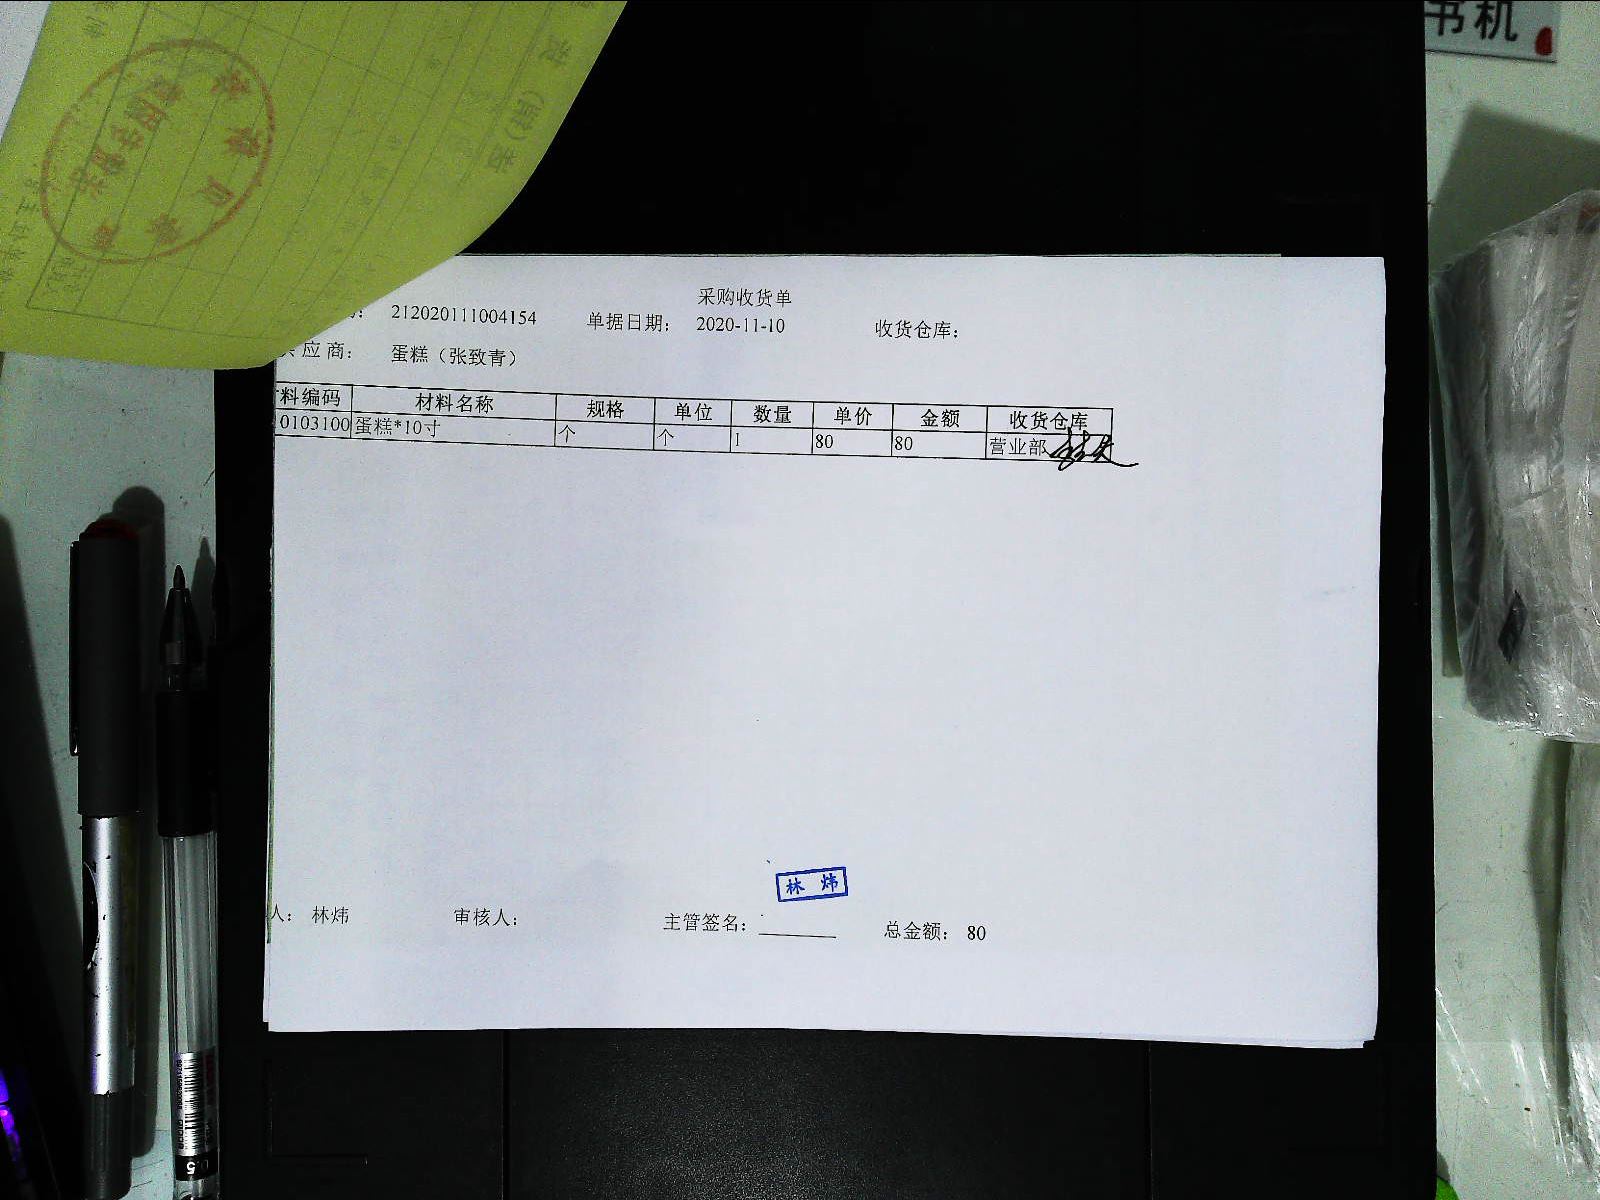 书机
采购收货单
212020111004154 单据日期: 2020-11-10 收货仓库:
应商: 蛋糕（张致青）
料编码 材料名称 规格 单位 数量 单价 金额 收货仓库
0103100 蛋糕*10寸 个 个 1 80 80 营业部
林 炜
人: 林炜 审核人: 主管签名: 总金额: 80
0.5